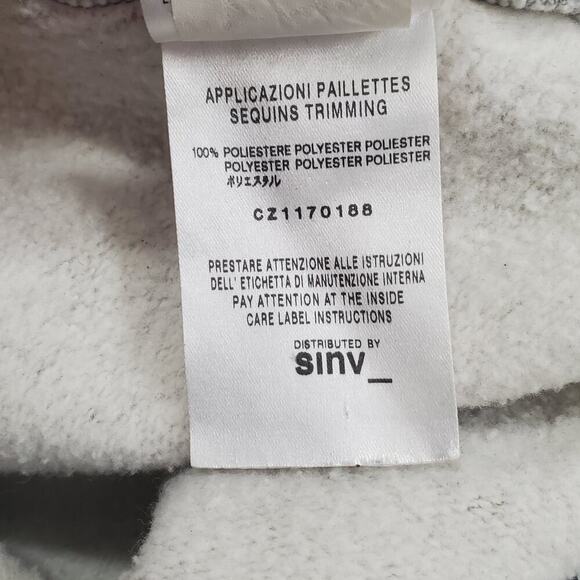 APPLICAZIONI PAILLETTES
SEQUINS TRIMMING
100% POLIESTERE POLYESTER POLIESTER
POLYESTER POLYESTER POLIESTER
ポリエステル
CZ1170188
PRESTARE ATTENZIONE ALLE ISTRUZIONI
DELL' ETICHETTA DI MANUTENZIONE INTERNA
PAY ATTENTION AT THE INSIDE
CARE LABEL INSTRUCTIONS
DISTRIBUTED BY
sinv_